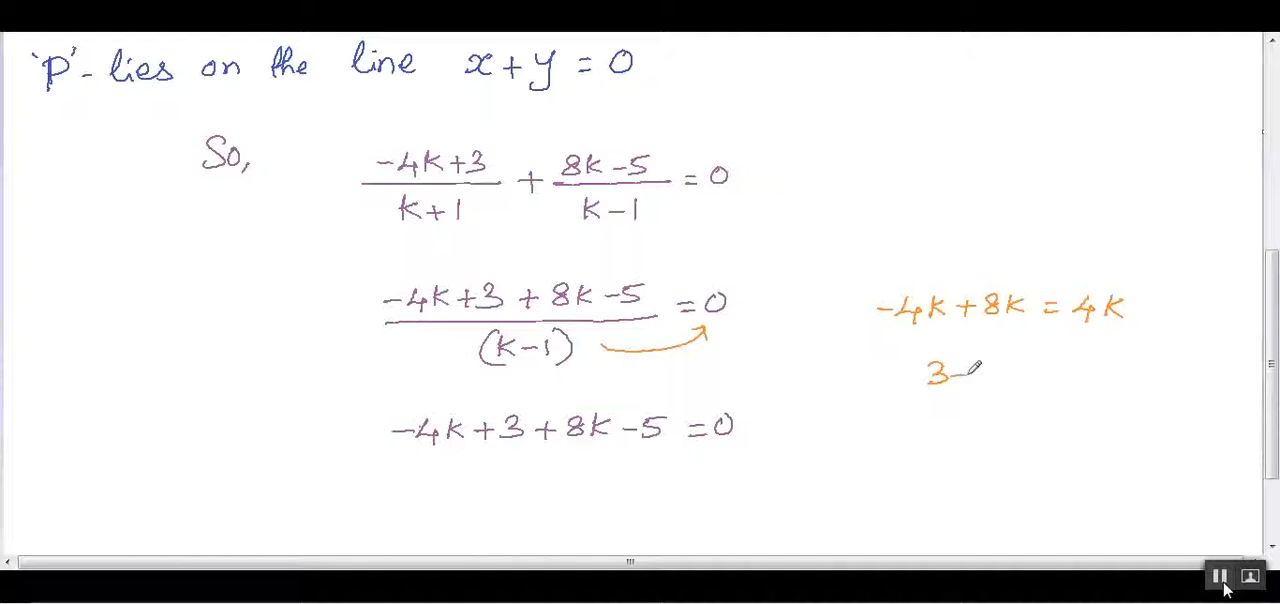 'P'- lies on the line x+y=0
So, (-4k+3)/(k+1) + (8k-5)/(k-1) = 0
(-4k+3+8k-5)/(k-1) = 0
-4k+8k=4k
3-
-4k+3+8k-5=0